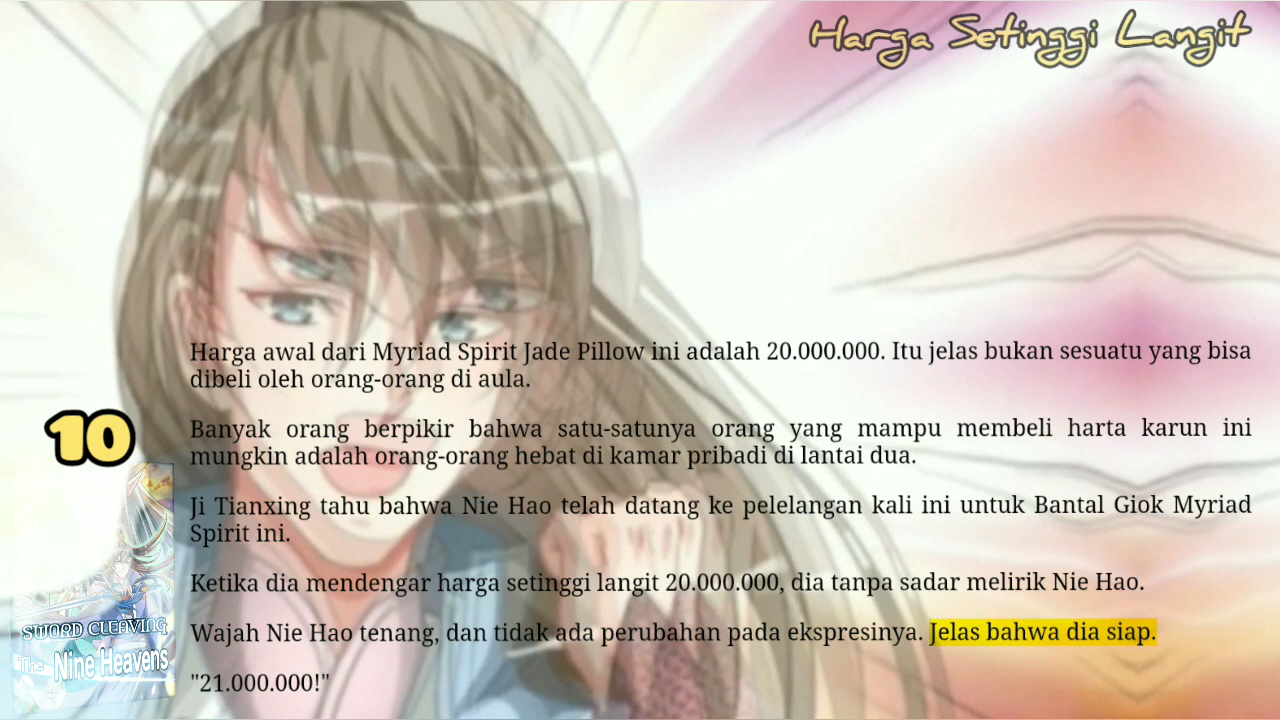 Harga Setinggi Langit
Harga awal dari Myriad Spirit Jade Pillow ini adalah 20.000.000. Itu jelas bukan sesuatu yang bisa
dibeli oleh orang-orang di aula.
Banyak orang berpikir bahwa satu-satunya orang yang mampu membeli harta karun ini
mungkin adalah orang-orang hebat di kamar pribadi di lantai dua.
10
Ji Tianxing tahu bahwa Nie Hao telah datang ke pelelangan kali ini untuk Bantal Giok Myriad
Spirit ini.
Ketika dia mendengar harga setinggi langit 20.000.000, dia tanpa sadar melirik Nie Hao.
Wajah Nie Hao tenang, dan tidak ada perubahan pada ekspresinya. Jelas bahwa dia siap.
"21.000.000!"
SWORD CLEAVING
The Nine Heavens